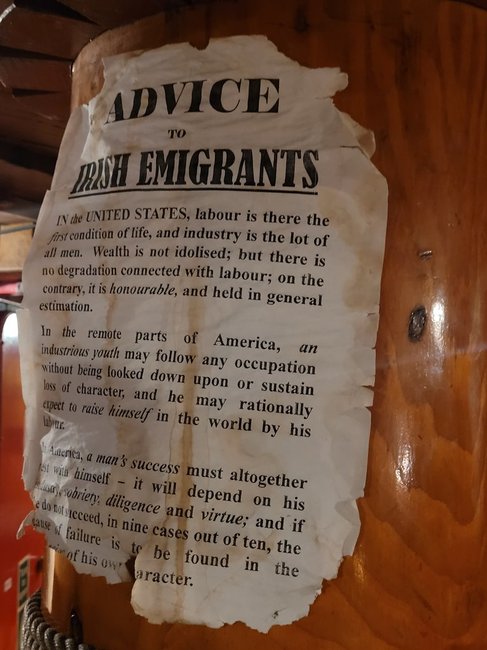 ADVICE
TO
IRISH EMIGRANTS
IN the UNITED STATES, labour is there the
first condition of life, and industry is the lot of
all men. Wealth is not idolised; but there is
no degradation connected with labour; on the
contrary, it is honourable, and held in general
estimation.
In the remote parts of America, an
industrious youth may follow any occupation
without being looked down upon or sustain
loss of character, and he may rationally
expect to raise himself in the world by his
labour.
In America, a man's success must altogether
rest with himself – it will depend on his
sobriety, diligence and virtue; and if
he do not succeed, in nine cases out of ten, the
cause of failure is to be found in the
of his own character.